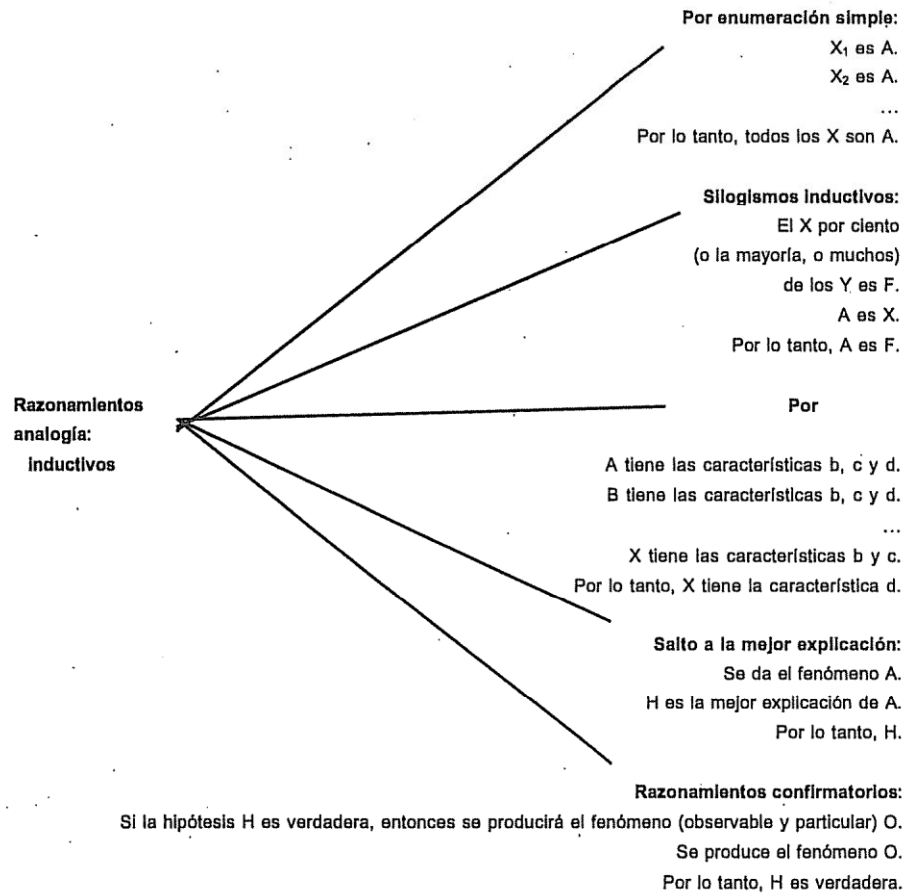 Por enumeración simple:
X₁ es A.
X₂ es A.
...
Por lo tanto, todos los X son A.
Silogismos inductivos:
El X por ciento
(o la mayoría, o muchos)
de los Y es F.
A es X.
Por lo tanto, A es F.
Razonamientos Por
analogía:
inductivos
A tiene las características b, c y d.
B tiene las características b, c y d.
...
X tiene las características b y c.
Por lo tanto, X tiene la característica d.
Salto a la mejor explicación:
Se da el fenómeno A.
H es la mejor explicación de A.
Por lo tanto, H.
Razonamientos confirmatorios:
Si la hipótesis H es verdadera, entonces se producirá el fenómeno (observable y particular) O.
Se produce el fenómeno O.
Por lo tanto, H es verdadera.